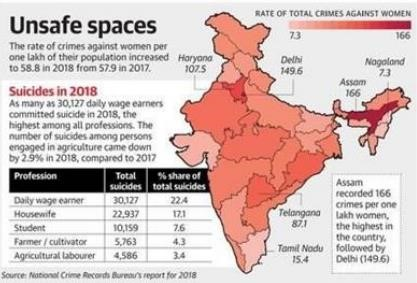 Unsafe spaces
The rate of crimes against women per
one lakh of their population increased
to 58.8 in 2018 from 57.9 in 2017.
Suicides in 2018
As many as 30,127 daily wage earners
committed suicide in 2018, the
highest among all professions. The
number of suicides among persons
engaged in agriculture came down
by 2.9% in 2018, compared to 2017
Profession Total suicides % share of total suicides
Daily wage earner 30,127 22.4
Housewife 22,937 17.1
Student 10,159 7.6
Farmer / cultivator 5,763 4.3
Agricultural labourer 4,586 3.4
Source: National Crime Records Bureau's report for 2018
RATE OF TOTAL CRIMES AGAINST WOMEN
7.3 166
Haryana
107.5
Delhi
149.6
Nagaland
7.3
Assam
166
Telangana
87.1
Tamil Nadu
15.4
Assam
recorded 166
crimes per one
lakh women,
the highest in
the country,
followed by
Delhi (149.6)